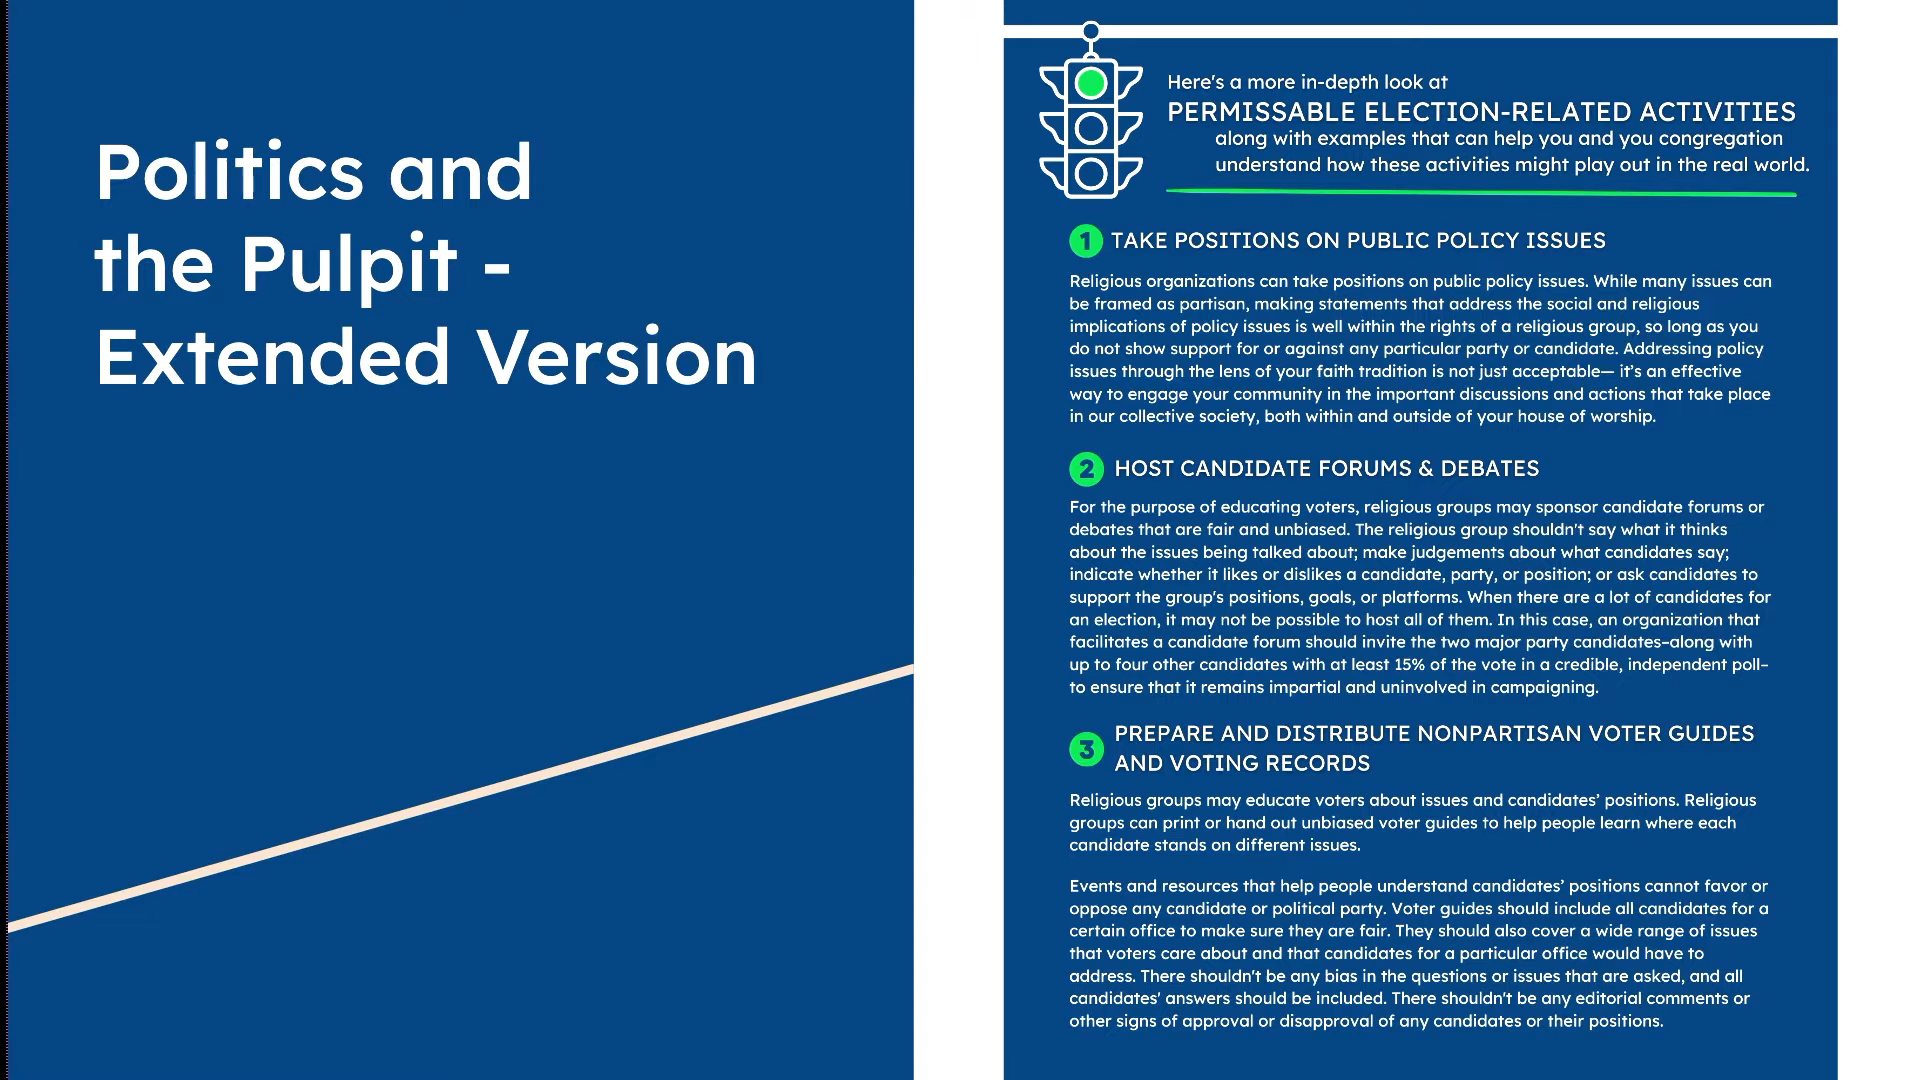 Politics and
the Pulpit -
Extended Version
Here's a more in-depth look at
PERMISSABLE ELECTION-RELATED ACTIVITIES
along with examples that can help you and you congregation
understand how these activities might play out in the real world.
1 TAKE POSITIONS ON PUBLIC POLICY ISSUES
Religious organizations can take positions on public policy issues. While many issues can
be framed as partisan, making statements that address the social and religious
implications of policy issues is well within the rights of a religious group, so long as you
do not show support for or against any particular party or candidate. Addressing policy
issues through the lens of your faith tradition is not just acceptable— it’s an effective
way to engage your community in the important discussions and actions that take place
in our collective society, both within and outside of your house of worship.
2 HOST CANDIDATE FORUMS & DEBATES
For the purpose of educating voters, religious groups may sponsor candidate forums or
debates that are fair and unbiased. The religious group shouldn't say what it thinks
about the issues being talked about; make judgements about what candidates say;
indicate whether it likes or dislikes a candidate, party, or position; or ask candidates to
support the group's positions, goals, or platforms. When there are a lot of candidates for
an election, it may not be possible to host all of them. In this case, an organization that
facilitates a candidate forum should invite the two major party candidates–along with
up to four other candidates with at least 15% of the vote in a credible, independent poll–
to ensure that it remains impartial and uninvolved in campaigning.
3 PREPARE AND DISTRIBUTE NONPARTISAN VOTER GUIDES
AND VOTING RECORDS
Religious groups may educate voters about issues and candidates’ positions. Religious
groups can print or hand out unbiased voter guides to help people learn where each
candidate stands on different issues.
Events and resources that help people understand candidates’ positions cannot favor or
oppose any candidate or political party. Voter guides should include all candidates for a
certain office to make sure they are fair. They should also cover a wide range of issues
that voters care about and that candidates for a particular office would have to
address. There shouldn't be any bias in the questions or issues that are asked, and all
candidates' answers should be included. There shouldn't be any editorial comments or
other signs of approval or disapproval of any candidates or their positions.